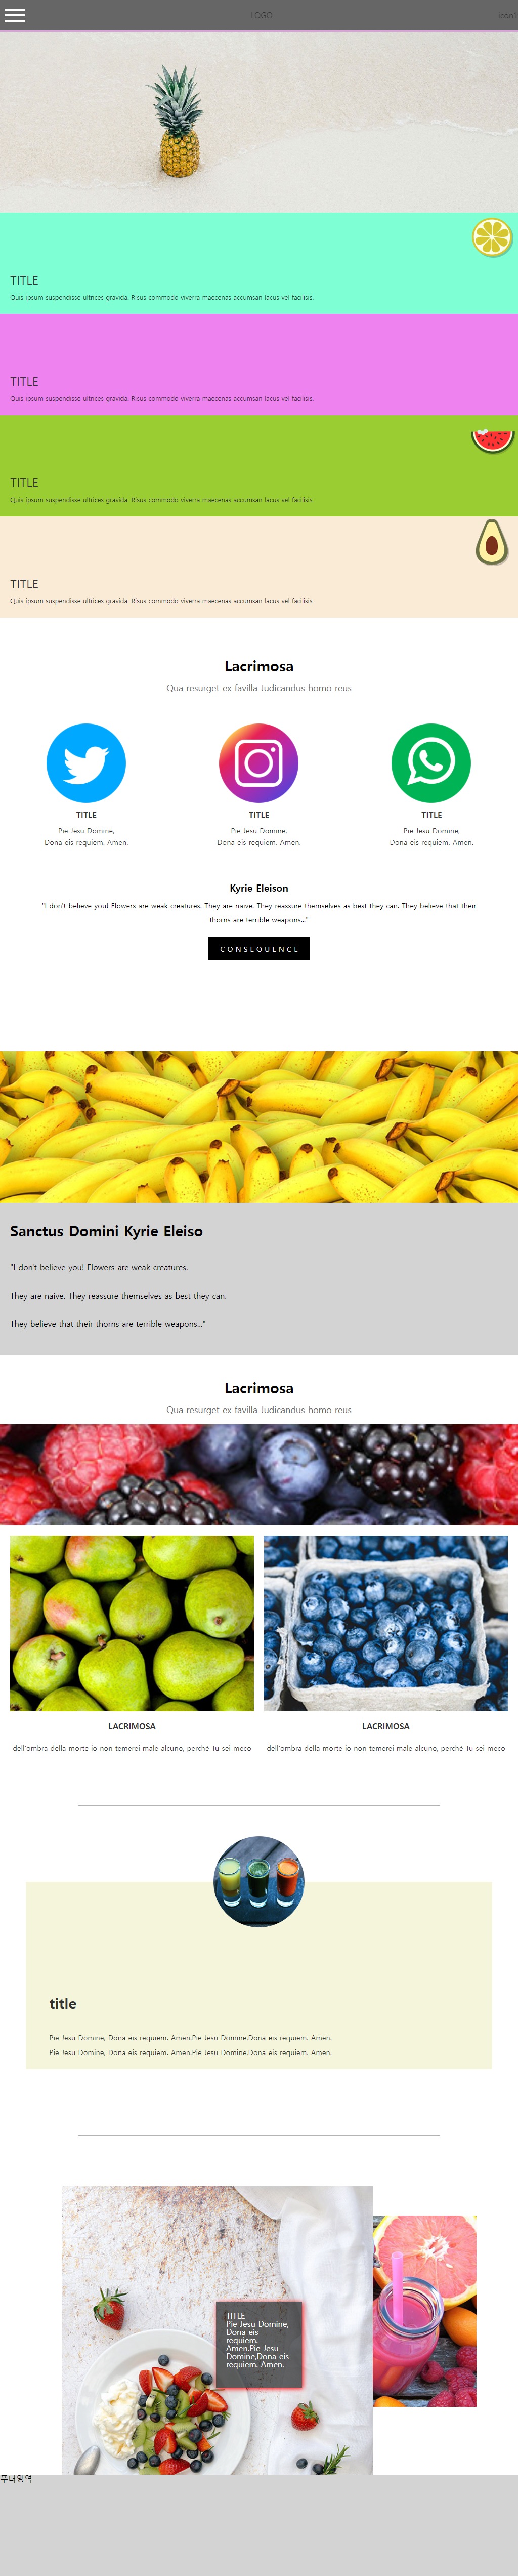 LOGO
icon1
TITLE
Quis ipsum suspendisse ultrices gravida. Risus commodo viverra maecenas accumsan lacus vel facilisis.
TITLE
Quis ipsum suspendisse ultrices gravida. Risus commodo viverra maecenas accumsan lacus vel facilisis.
TITLE
Quis ipsum suspendisse ultrices gravida. Risus commodo viverra maecenas accumsan lacus vel facilisis.
TITLE
Quis ipsum suspendisse ultrices gravida. Risus commodo viverra maecenas accumsan lacus vel facilisis.
Lacrimosa
Qua resurget ex favilla Judicandus homo reus
TITLE
Pie Jesu Domine,
Dona eis requiem. Amen.
TITLE
Pie Jesu Domine,
Dona eis requiem. Amen.
TITLE
Pie Jesu Domine,
Dona eis requiem. Amen.
Kyrie Eleison
"I don't believe you! Flowers are weak creatures. They are naive. They reassure themselves as best they can. They believe that their
thorns are terrible weapons..."
CONSEQUENCE
Sanctus Domini Kyrie Eleiso
"I don't believe you! Flowers are weak creatures.
They are naive. They reassure themselves as best they can.
They believe that their thorns are terrible weapons..."
Lacrimosa
Qua resurget ex favilla Judicandus homo reus
LACRIMOSA
dell'ombra della morte io non temerei male alcuno, perché Tu sei meco
LACRIMOSA
dell'ombra della morte io non temerei male alcuno, perché Tu sei meco
title
Pie Jesu Domine, Dona eis requiem. Amen.Pie Jesu Domine,Dona eis requiem. Amen.
Pie Jesu Domine, Dona eis requiem. Amen.Pie Jesu Domine,Dona eis requiem. Amen.
TITLE
Pie Jesu Domine,
Dona eis
requiem.
Amen.Pie Jesu
Domine,Dona eis
requiem. Amen.
푸터영역